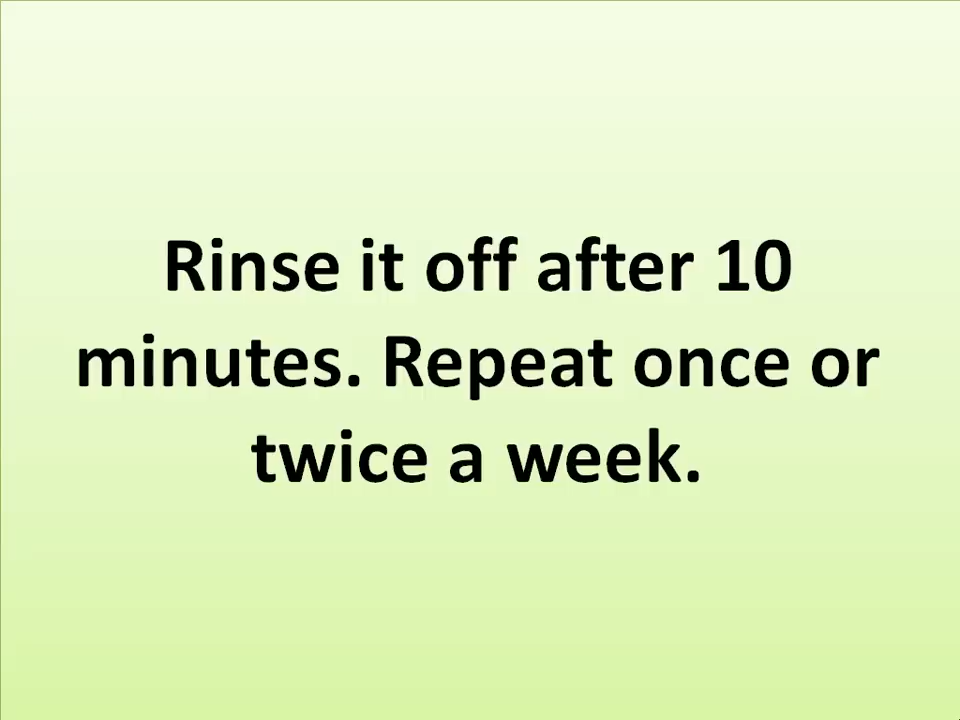 Rinse it off after 10
minutes. Repeat once or
twice a week.